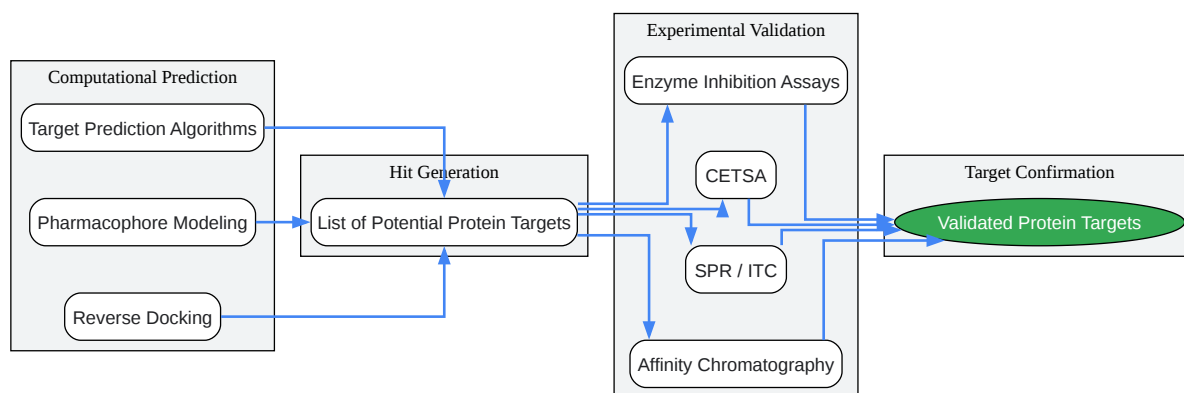 Computational Prediction
Target Prediction Algorithms
Pharmacophore Modeling
Reverse Docking
Hit Generation
List of Potential Protein Targets
Experimental Validation
Enzyme Inhibition Assays
CETSA
SPR / ITC
Affinity Chromatography
Target Confirmation
Validated Protein Targets